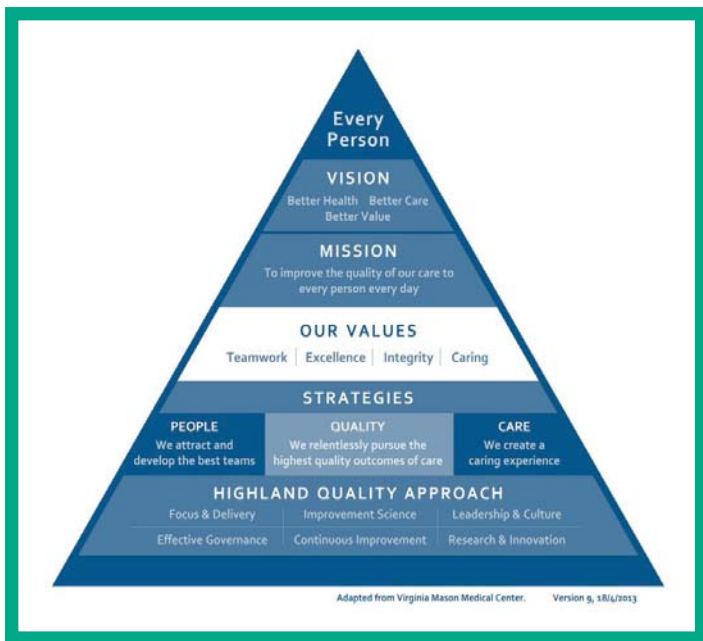 Every
Person
VISION
Better Health Better Care
Better Value
MISSION
To improve the quality of our care to
every person every day
OUR VALUES
Teamwork Excellence Integrity Caring
STRATEGIES
PEOPLE
We attract and
develop the best teams
QUALITY
We relentlessly pursue the
highest quality outcomes of care
CARE
We create a
caring experience
HIGHLAND QUALITY APPROACH
Focus & Delivery Improvement Science Leadership & Culture
Effective Governance Continuous Improvement Research & Innovation
Adapted from Virginia Mason Medical Center. Version 9, 18/4/2013